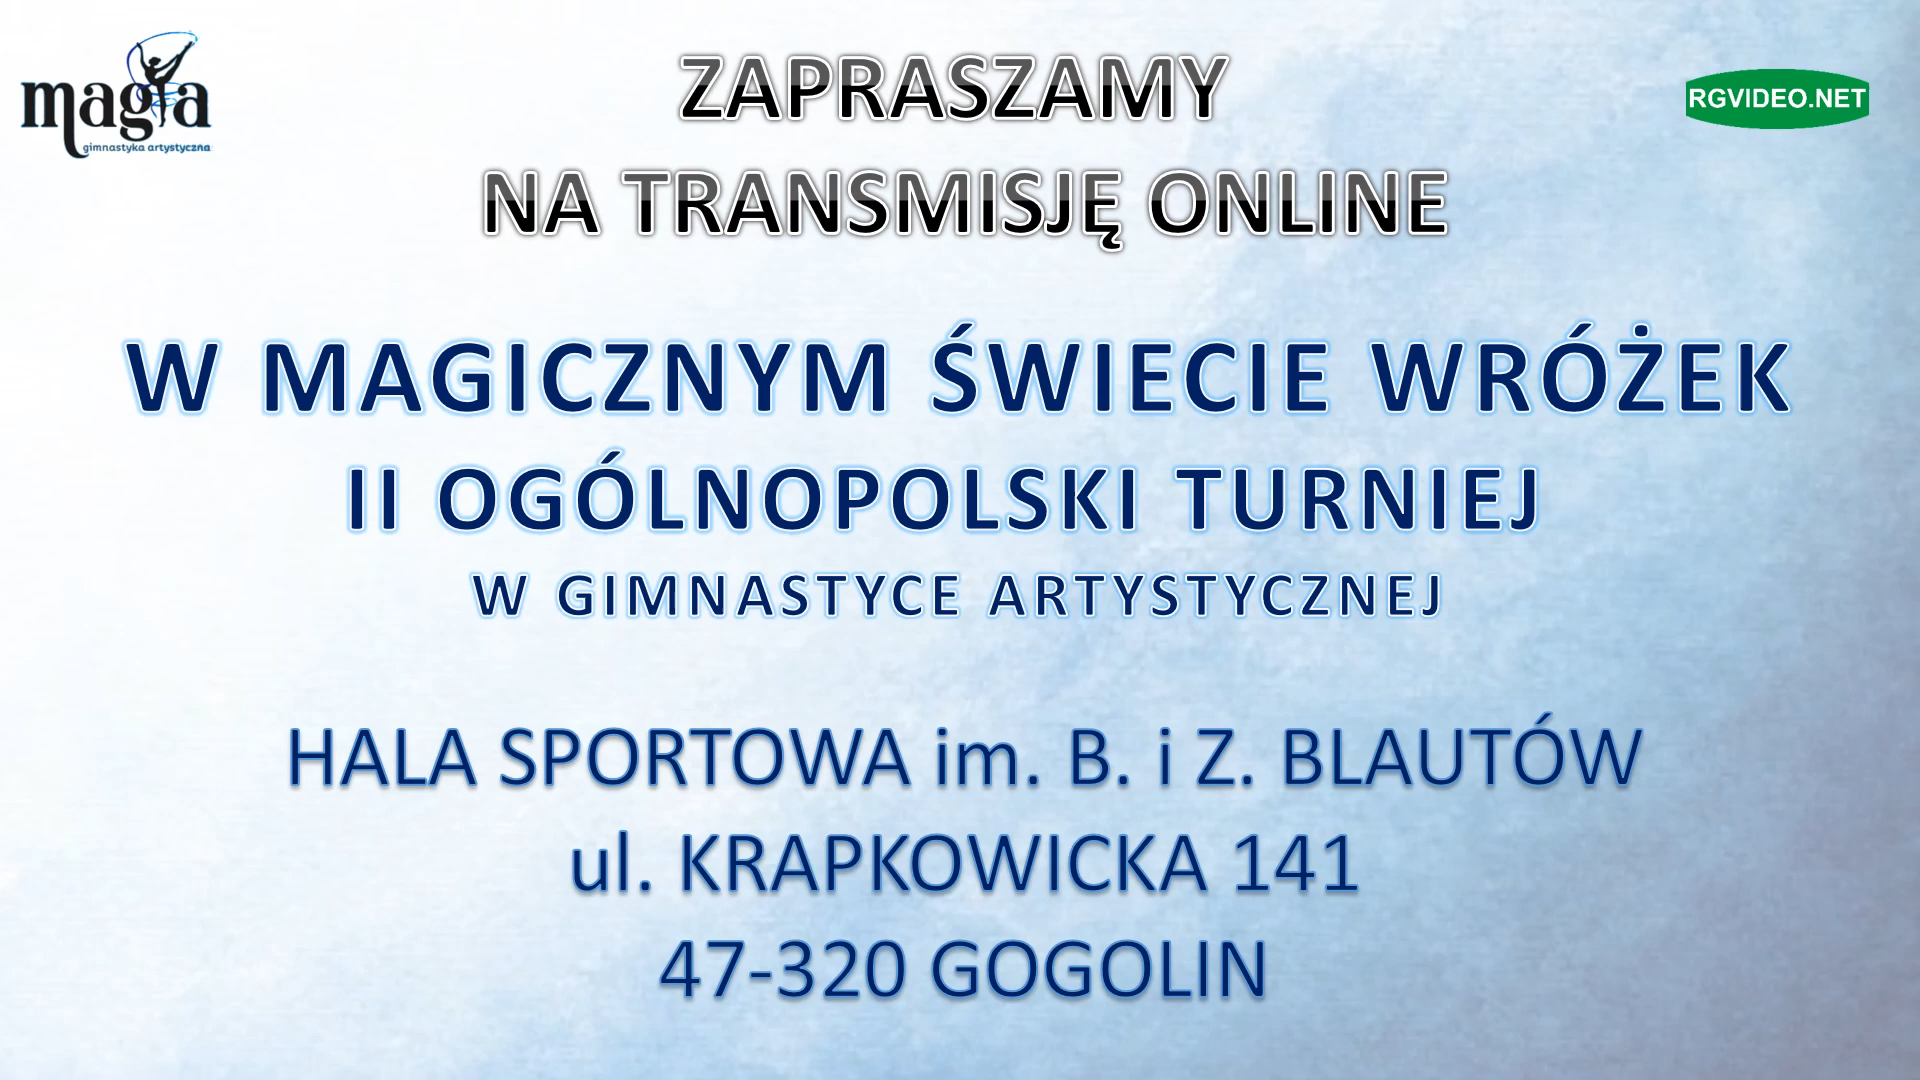 magia
gimnastyka artystyczna
RGVIDEO.NET
ZAPRASZAMY
NA TRANSMISJĘ ONLINE
W MAGICZNYM ŚWIECIE WRÓŻEK
II OGÓLNOPOLSKI TURNIEJ
W GIMNASTYCE ARTYSTYCZNEJ
HALA SPORTOWA im. B. i Z. BLAUTÓW
ul. KRAPKOWICKA 141
47-320 GOGOLIN